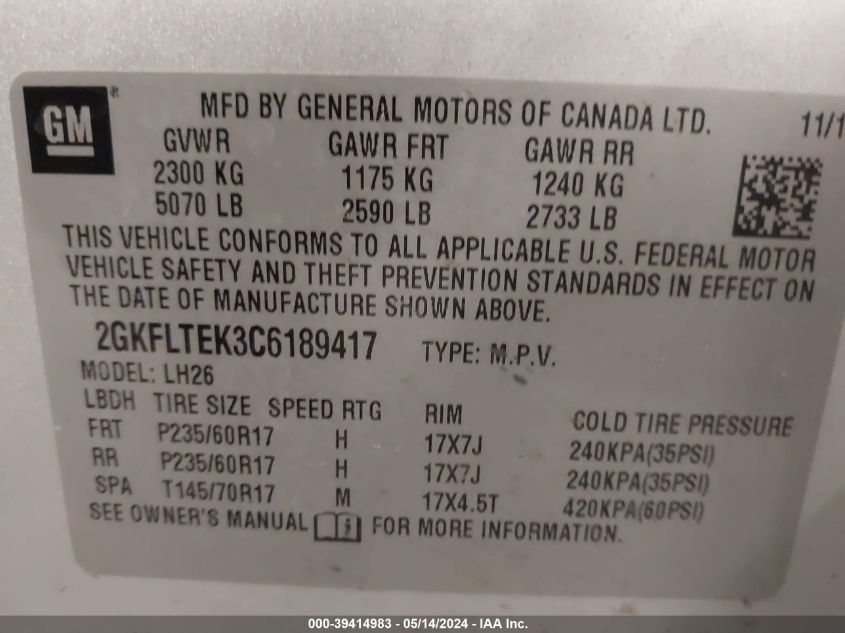 GM ®
MFD BY GENERAL MOTORS OF CANADA LTD. 11/1
GVWR GAWR FRT GAWR RR
2300 KG 1175 KG 1240 KG
5070 LB 2590 LB 2733 LB
THIS VEHICLE CONFORMS TO ALL APPLICABLE U.S. FEDERAL MOTOR
VEHICLE SAFETY AND THEFT PREVENTION STANDARDS IN EFFECT ON
THE DATE OF MANUFACTURE SHOWN ABOVE.
2GKFLTEK3C6189417 TYPE: M.P.V.
MODEL: LH26
LBDH TIRE SIZE SPEED RTG RIM COLD TIRE PRESSURE
FRT P235/60R17 H 17X7J 240KPA(35PSI)
RR P235/60R17 H 17X7J 240KPA(35PSI)
SPA T145/70R17 M 17X4.5T 420KPA(60PSI)
SEE OWNER'S MANUAL i FOR MORE INFORMATION.
000-39414983 - 05/14/2024 - IAA Inc.